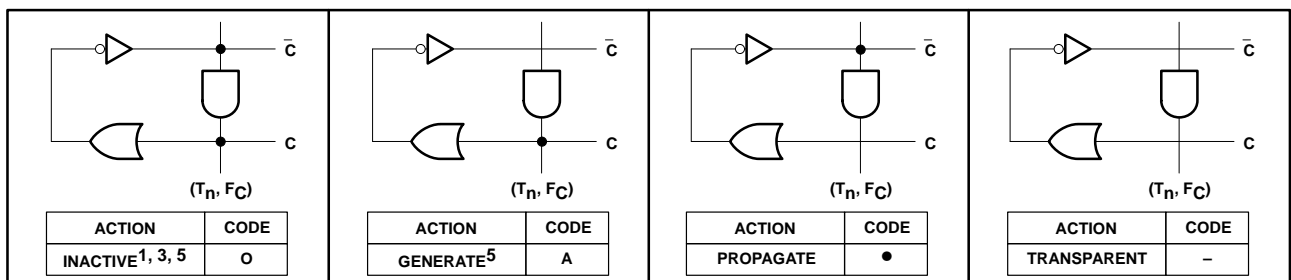 C̄
C
(Tn, FC)
ACTION CODE
INACTIVE1, 3, 5 O
C̄
C
(Tn, FC)
ACTION CODE
GENERATE5 A
C̄
C
(Tn, FC)
ACTION CODE
PROPAGATE ●
C̄
C
(Tn, FC)
ACTION CODE
TRANSPARENT –